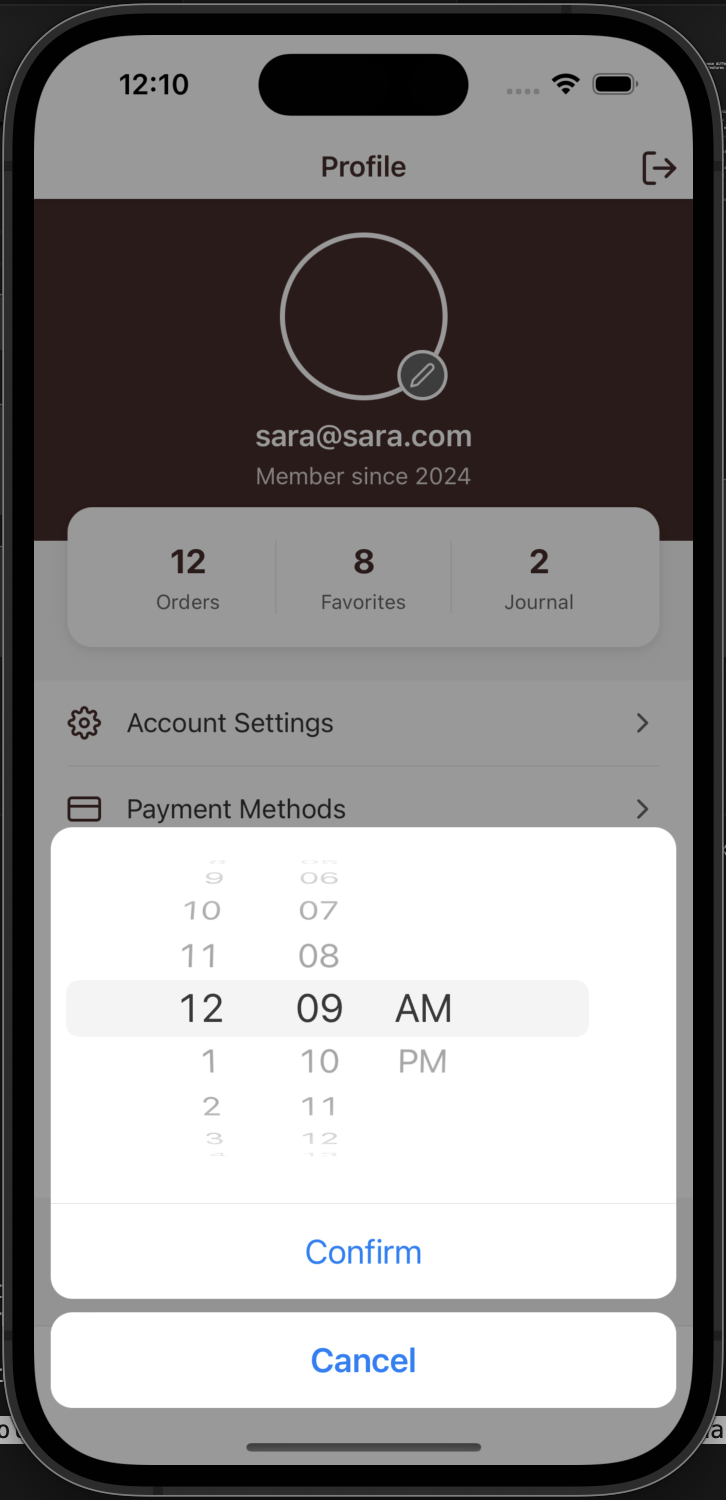 12:10
Profile
sara@sara.com
Member since 2024
12 8 2
Orders Favorites Journal
Account Settings
Payment Methods
9 06
10 07
11 08
12 09 AM
1 10 PM
2 11
3 12
Confirm
Cancel